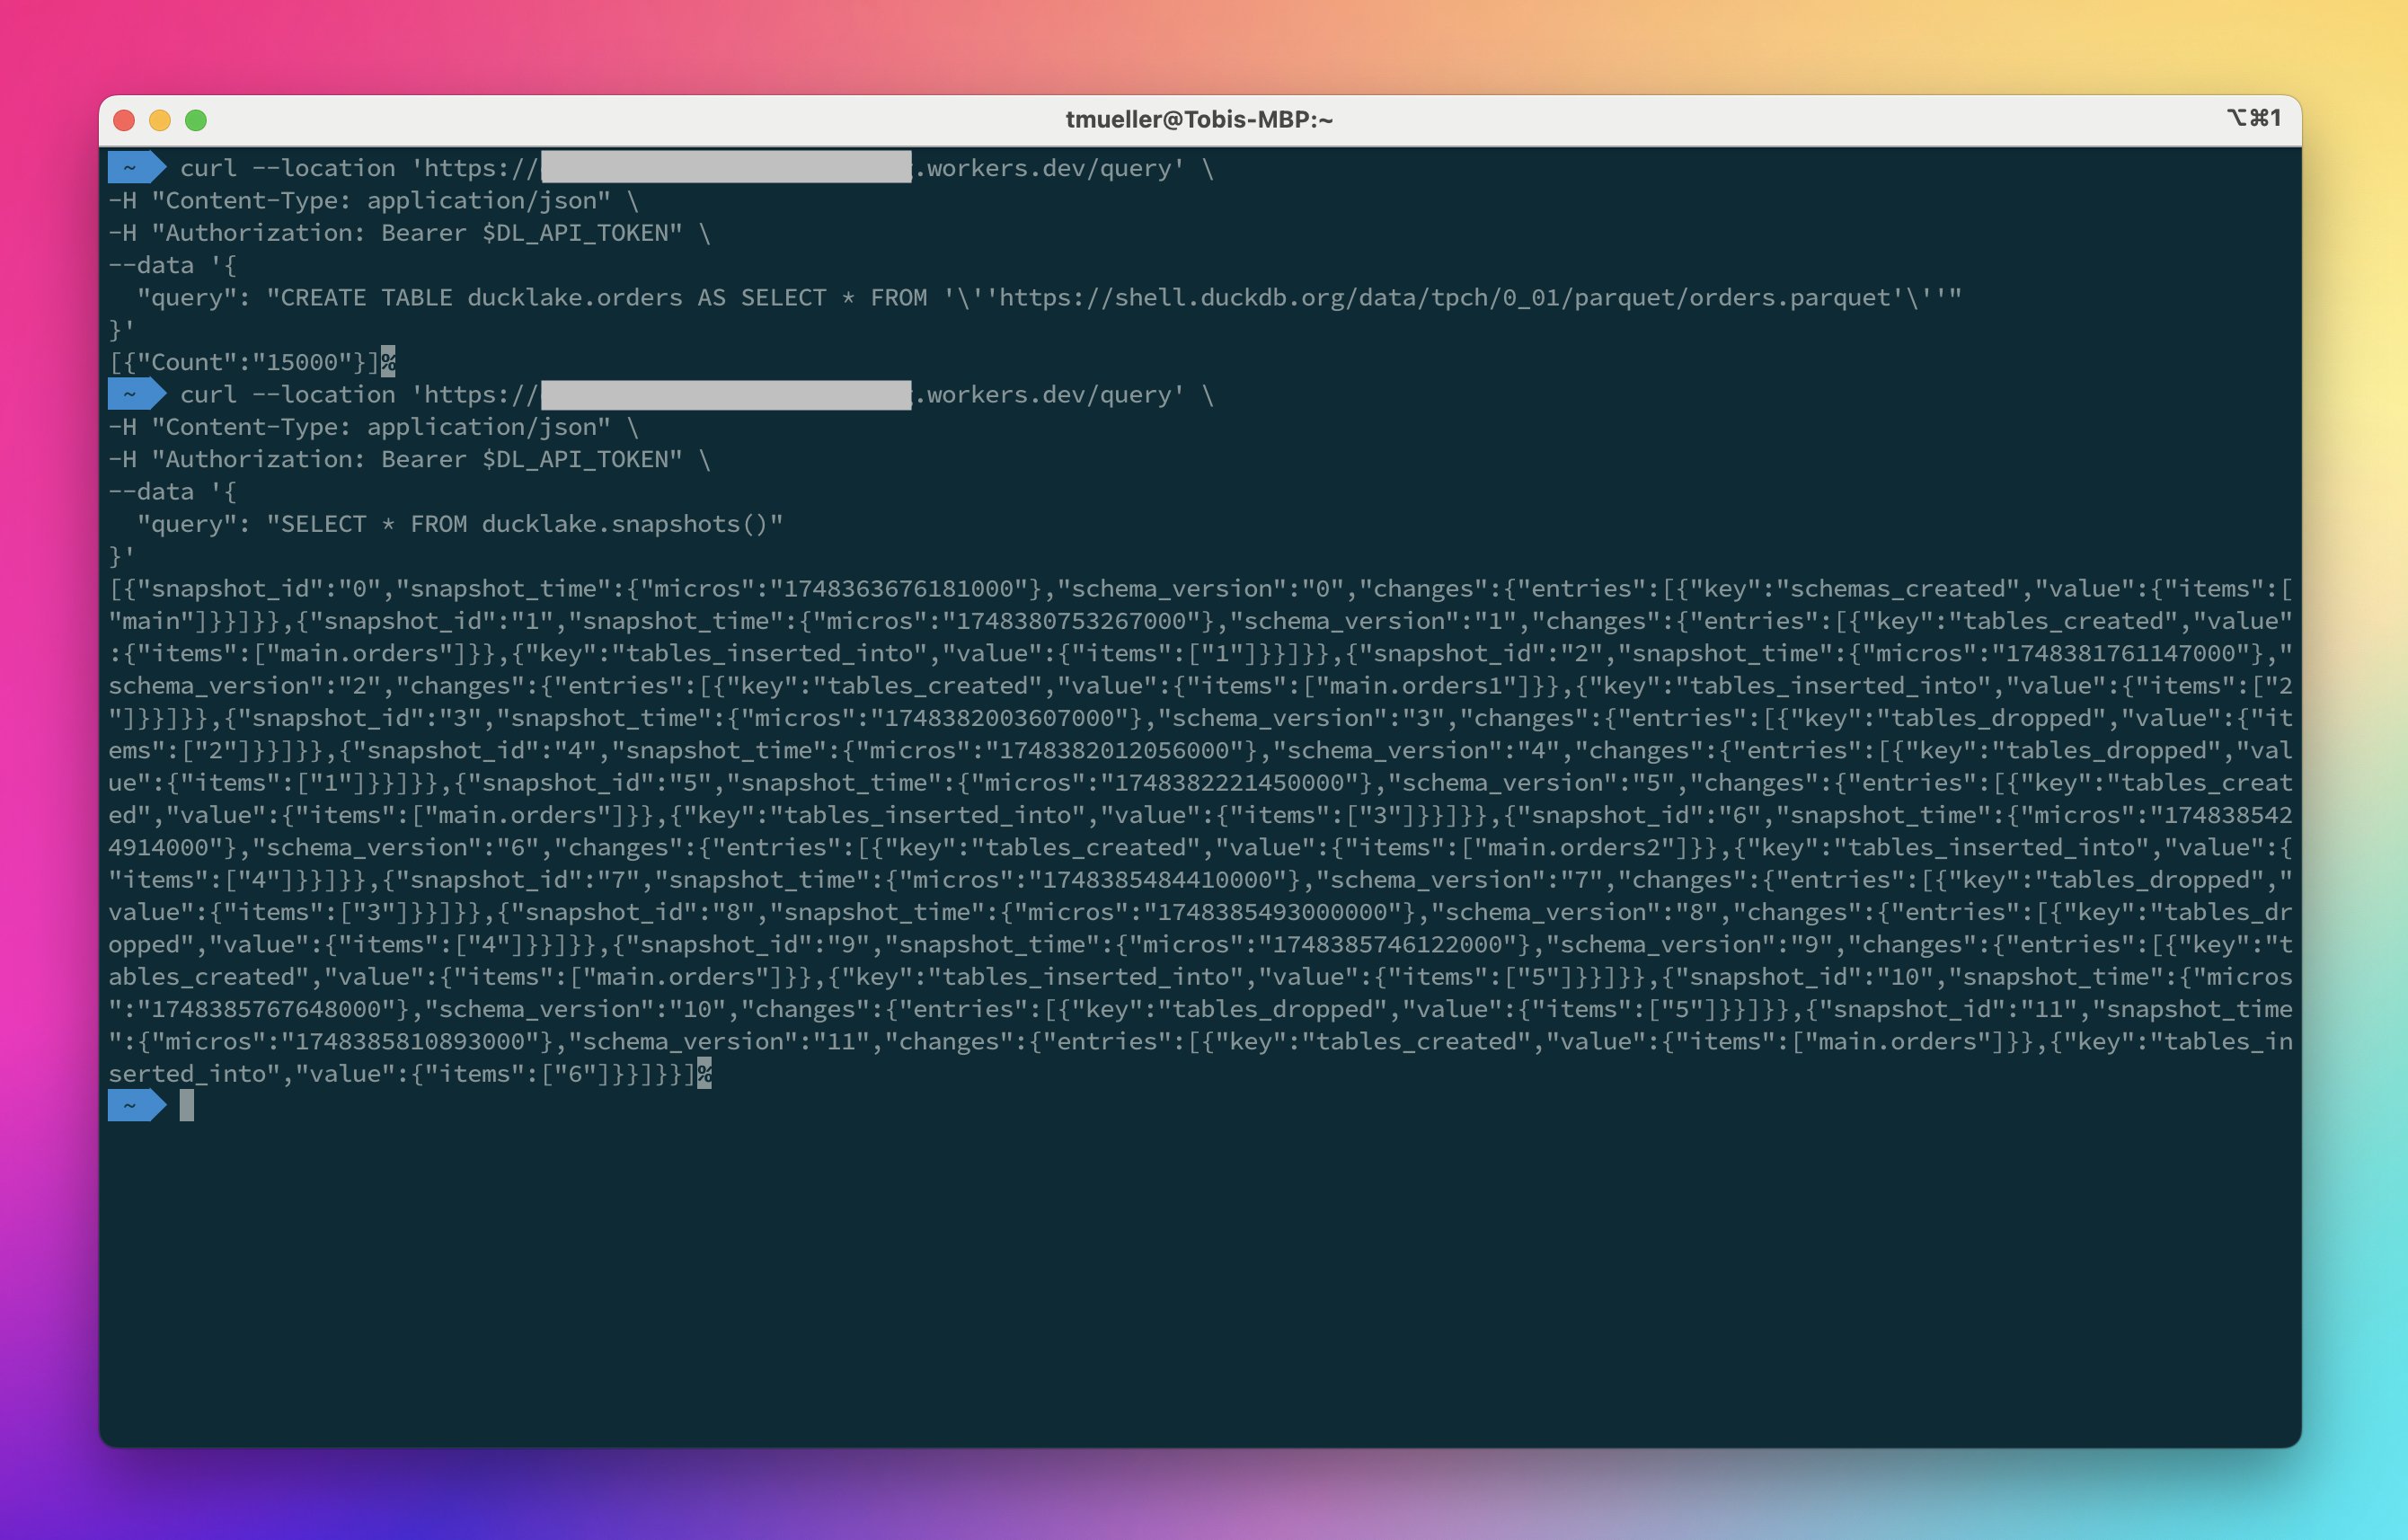 tmueller@Tobis-MBP:~
⌥⌘1
~ curl --location 'https:// .workers.dev/query' \
-H "Content-Type: application/json" \
-H "Authorization: Bearer $DL_API_TOKEN" \
--data '{
"query": "CREATE TABLE ducklake.orders AS SELECT * FROM '\''https://shell.duckdb.org/data/tpch/0_01/parquet/orders.parquet'\''"
}'
[{"Count":"15000"}]%
~ curl --location 'https:// .workers.dev/query' \
-H "Content-Type: application/json" \
-H "Authorization: Bearer $DL_API_TOKEN" \
--data '{
"query": "SELECT * FROM ducklake.snapshots()"
}'
[{"snapshot_id":"0","snapshot_time":{"micros":"1748363676181000"},"schema_version":"0","changes":{"entries":[{"key":"schemas_created","value":{"items":[
"main"]}}]}},{"snapshot_id":"1","snapshot_time":{"micros":"1748380753267000"},"schema_version":"1","changes":{"entries":[{"key":"tables_created","value"
:{"items":["main.orders"]}},{"key":"tables_inserted_into","value":{"items":["1"]}}]}},{"snapshot_id":"2","snapshot_time":{"micros":"1748381761147000"},"
schema_version":"2","changes":{"entries":[{"key":"tables_created","value":{"items":["main.orders1"]}},{"key":"tables_inserted_into","value":{"items":["2
"]}}]}},{"snapshot_id":"3","snapshot_time":{"micros":"1748382003607000"},"schema_version":"3","changes":{"entries":[{"key":"tables_dropped","value":{"it
ems":["2"]}}]}},{"snapshot_id":"4","snapshot_time":{"micros":"1748382012056000"},"schema_version":"4","changes":{"entries":[{"key":"tables_dropped","val
ue":{"items":["1"]}}]}},{"snapshot_id":"5","snapshot_time":{"micros":"1748382221450000"},"schema_version":"5","changes":{"entries":[{"key":"tables_creat
ed","value":{"items":["main.orders"]}},{"key":"tables_inserted_into","value":{"items":["3"]}}]}},{"snapshot_id":"6","snapshot_time":{"micros":"174838542
4914000"},"schema_version":"6","changes":{"entries":[{"key":"tables_created","value":{"items":["main.orders2"]}},{"key":"tables_inserted_into","value":{
"items":["4"]}}]}},{"snapshot_id":"7","snapshot_time":{"micros":"1748385484410000"},"schema_version":"7","changes":{"entries":[{"key":"tables_dropped","
value":{"items":["3"]}}]}},{"snapshot_id":"8","snapshot_time":{"micros":"1748385493000000"},"schema_version":"8","changes":{"entries":[{"key":"tables_dr
opped","value":{"items":["4"]}}]}},{"snapshot_id":"9","snapshot_time":{"micros":"1748385746122000"},"schema_version":"9","changes":{"entries":[{"key":"t
ables_created","value":{"items":["main.orders"]}},{"key":"tables_inserted_into","value":{"items":["5"]}}]}},{"snapshot_id":"10","snapshot_time":{"micros
":"1748385767648000"},"schema_version":"10","changes":{"entries":[{"key":"tables_dropped","value":{"items":["5"]}}]}},{"snapshot_id":"11","snapshot_time
":{"micros":"1748385810893000"},"schema_version":"11","changes":{"entries":[{"key":"tables_created","value":{"items":["main.orders"]}},{"key":"tables_in
serted_into","value":{"items":["6"]}}]}}]%
~